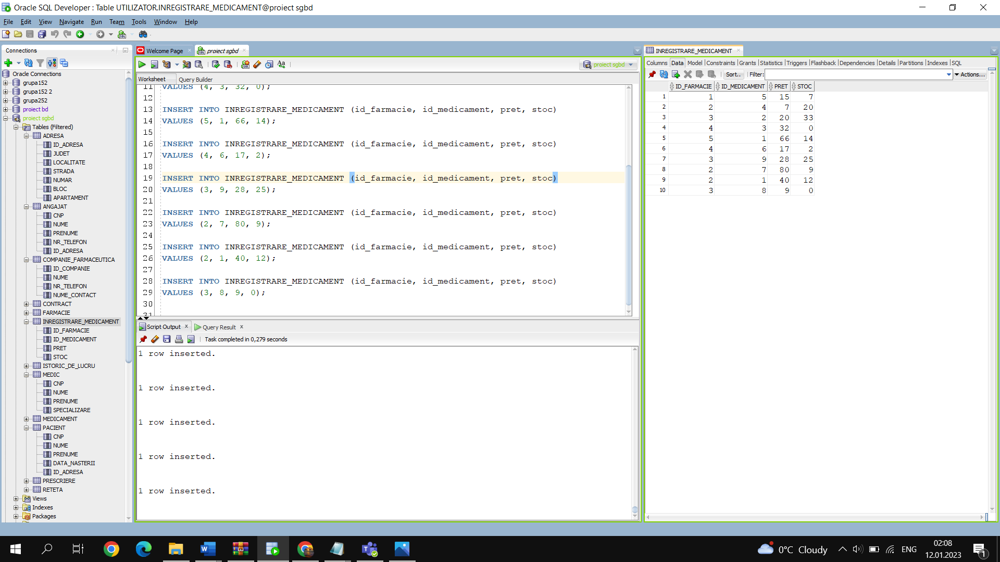 Oracle SQL Developer : Table UTILIZATOR.INREGISTRARE_MEDICAMENT@proiect sgbd
File Edit View Navigate Run Team Tools Window Help
Connections
Oracle Connections
grupa152
grupa152 2
grupa252
proiect bd
proiect sgbd
Tables (Filtered)
ADRESA
ID_ADRESA
JUDET
LOCALITATE
STRADA
NUMAR
BLOC
APARTAMENT
ANGAJAT
CNP
NUME
PRENUME
NR_TELEFON
ID_ADRESA
COMPANIE_FARMACEUTICA
ID_COMPANIE
NUME
NR_TELEFON
NUME_CONTACT
CONTRACT
FARMACIE
INREGISTRARE_MEDICAMENT
ID_FARMACIE
ID_MEDICAMENT
PRET
STOC
ISTORIC_DE_LUCRU
MEDIC
CNP
NUME
PRENUME
SPECIALIZARE
MEDICAMENT
PACIENT
CNP
NUME
PRENUME
DATA_NASTERII
ID_ADRESA
PRESCRIERE
RETETA
Views
Indexes
Packages
Welcome Page proiect sgbd
proiect sgbd
Worksheet Query Builder
11 VALUES (4, 3, 32, 0);
12
13 INSERT INTO INREGISTRARE_MEDICAMENT (id_farmacie, id_medicament, pret, stoc)
14 VALUES (5, 1, 66, 14);
15
16 INSERT INTO INREGISTRARE_MEDICAMENT (id_farmacie, id_medicament, pret, stoc)
17 VALUES (4, 6, 17, 2);
18
19 INSERT INTO INREGISTRARE_MEDICAMENT (id_farmacie, id_medicament, pret, stoc)
20 VALUES (3, 9, 28, 25);
21
22 INSERT INTO INREGISTRARE_MEDICAMENT (id_farmacie, id_medicament, pret, stoc)
23 VALUES (2, 7, 80, 9);
24
25 INSERT INTO INREGISTRARE_MEDICAMENT (id_farmacie, id_medicament, pret, stoc)
26 VALUES (2, 1, 40, 12);
27
28 INSERT INTO INREGISTRARE_MEDICAMENT (id_farmacie, id_medicament, pret, stoc)
29 VALUES (3, 8, 9, 0);
30
31
Script Output Query Result
Task completed in 0,279 seconds
1 row inserted.
1 row inserted.
1 row inserted.
1 row inserted.
1 row inserted.
INREGISTRARE_MEDICAMENT
Columns Data Model Constraints Grants Statistics Triggers Flashback Dependencies Details Partitions Indexes SQL
Sort.. Filter: Actions...
ID_FARMACIE ID_MEDICAMENT PRET STOC
1 1 5 15 7
2 2 4 7 20
3 3 2 20 33
4 4 3 32 0
5 5 1 66 14
6 4 6 17 2
7 3 9 28 25
8 2 7 80 9
9 2 1 40 12
10 3 8 9 0
0°C Cloudy ENG 02:08
12.01.2023
1